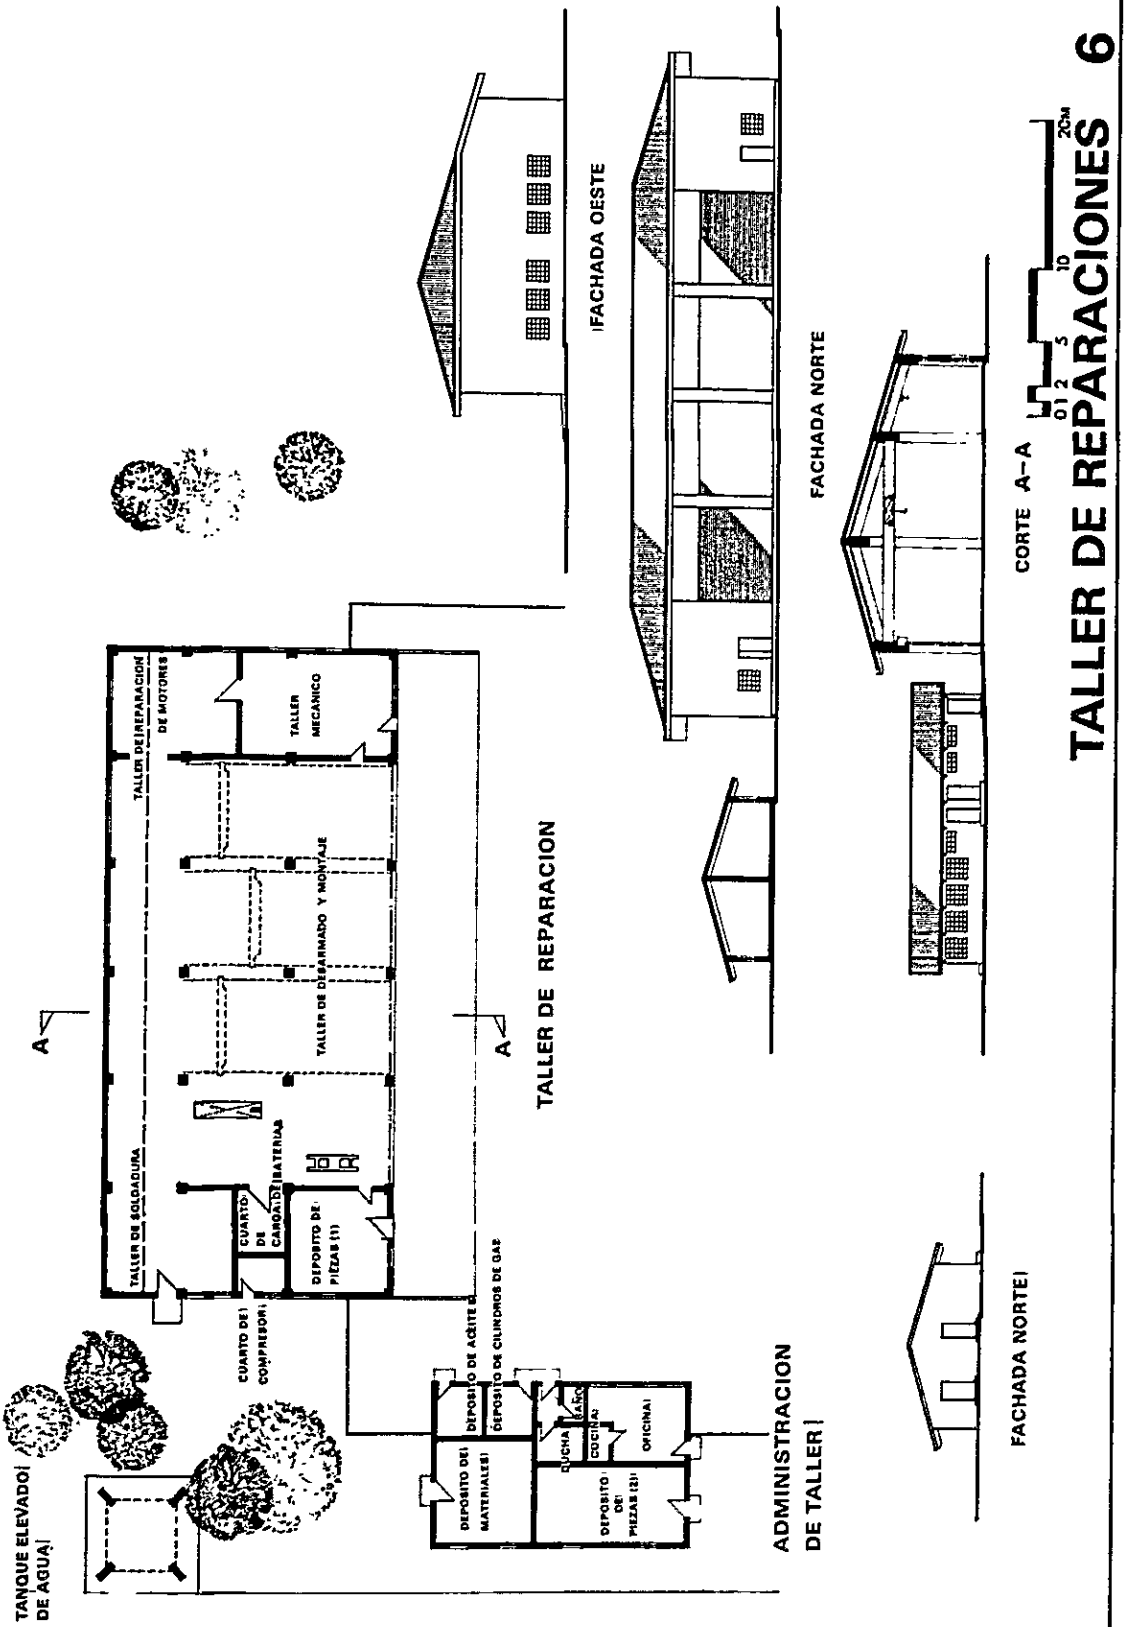 TANQUE ELEVADO
DE AGUA
TALLER DE SOLDADURA
TALLER DE REPARACION
DE MOTORES
CUARTO DE
COMPRESOR
CUARTO
DE
CARGA DE BATERIAS
DEPOSITO DE
PIEZAS (1)
TALLER DE DESARMADO Y MONTAJE
TALLER
MECANICO
A
A
TALLER DE REPARACION
DEPOSITO DE ACEITE
DEPOSITO DE CILINDROS DE GAS
DEPOSITO DE
MATERIALES
DUCHA
BAÑO
COCINA
OFICINA
DEPOSITO
DE
PIEZAS (2)
ADMINISTRACION
DE TALLER
FACHADA OESTE
FACHADA NORTE
FACHADA NORTE
CORTE A-A
0 1 2 5 10 20M
TALLER DE REPARACIONES 6